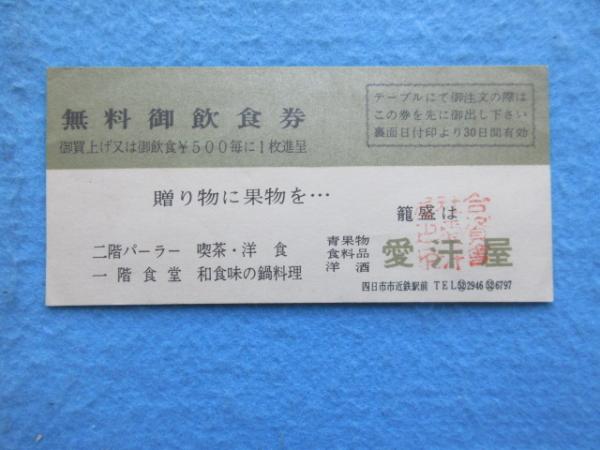 無料御飲食券
御買上げ又は御飲食¥500毎に1枚進呈
テーブルにて御注文の際は
この券を先に御出し下さい
裏面日付印より30日間有効
贈り物に果物を…
籠盛は
二階パーラー 喫茶・洋食
一階食堂 和食味の鍋料理
青果物
食料品
洋酒
愛汗屋
四日市市近鉄駅前 TEL522946 526797